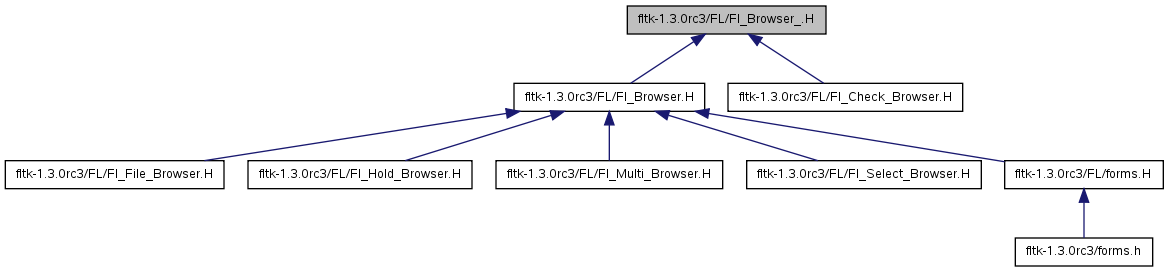 fltk-1.3.0rc3/FL/Fl_Browser_.H
fltk-1.3.0rc3/FL/Fl_Browser.H
fltk-1.3.0rc3/FL/Fl_Check_Browser.H
fltk-1.3.0rc3/FL/Fl_File_Browser.H
fltk-1.3.0rc3/FL/Fl_Hold_Browser.H
fltk-1.3.0rc3/FL/Fl_Multi_Browser.H
fltk-1.3.0rc3/FL/Fl_Select_Browser.H
fltk-1.3.0rc3/FL/forms.H
fltk-1.3.0rc3/forms.h